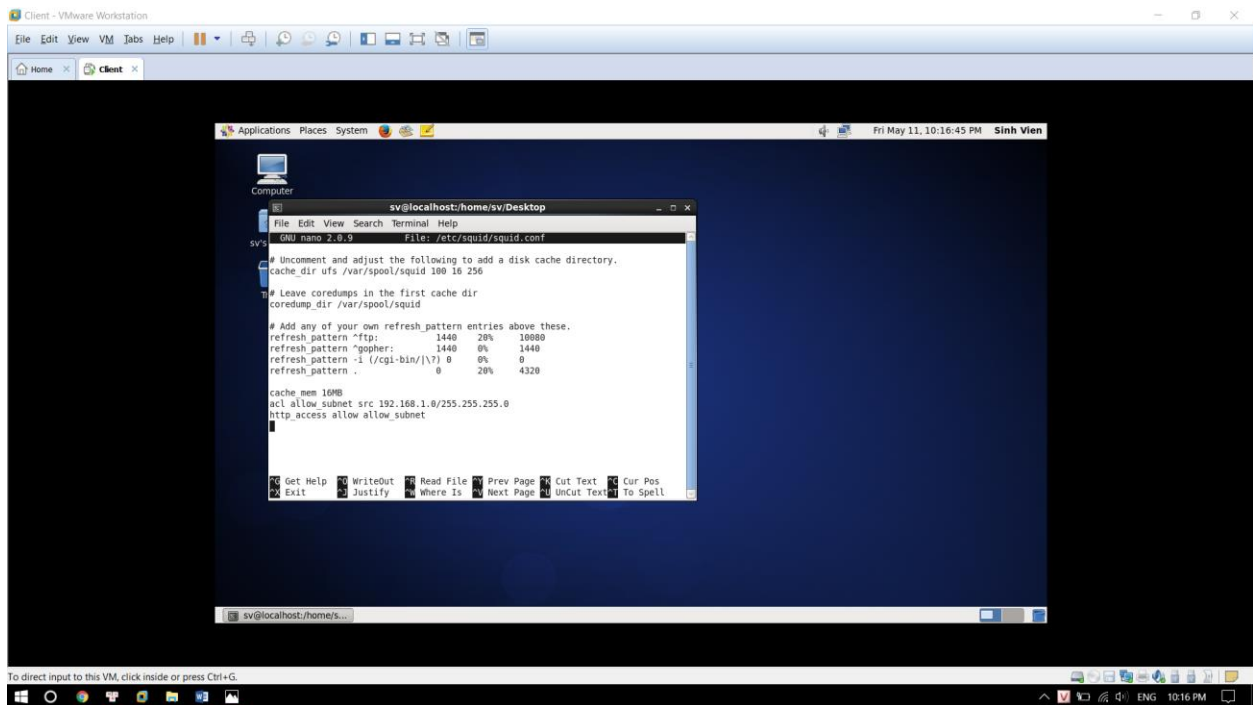 Client - VMware Workstation
File Edit View VM Tabs Help
Home
Client
Applications Places System
Fri May 11, 10:16:45 PM Sinh Vien
Computer
sv's
sv@localhost:/home/sv/Desktop
File Edit View Search Terminal Help
GNU nano 2.0.9 File: /etc/squid/squid.conf
# Uncomment and adjust the following to add a disk cache directory.
cache_dir ufs /var/spool/squid 100 16 256
# Leave coredumps in the first cache dir
coredump_dir /var/spool/squid
# Add any of your own refresh_pattern entries above these.
refresh_pattern ^ftp: 1440 20% 10080
refresh_pattern ^gopher: 1440 0% 1440
refresh_pattern -i (/cgi-bin/|\?) 0 0% 0
refresh_pattern . 0 20% 4320
cache_mem 16MB
acl allow_subnet src 192.168.1.0/255.255.255.0
http_access allow allow_subnet
^G Get Help ^O WriteOut ^R Read File ^Y Prev Page ^K Cut Text ^C Cur Pos
^X Exit ^J Justify ^W Where Is ^V Next Page ^U UnCut Text ^T To Spell
sv@localhost:/home/s...
To direct input to this VM, click inside or press Ctrl+G.
ENG 10:16 PM